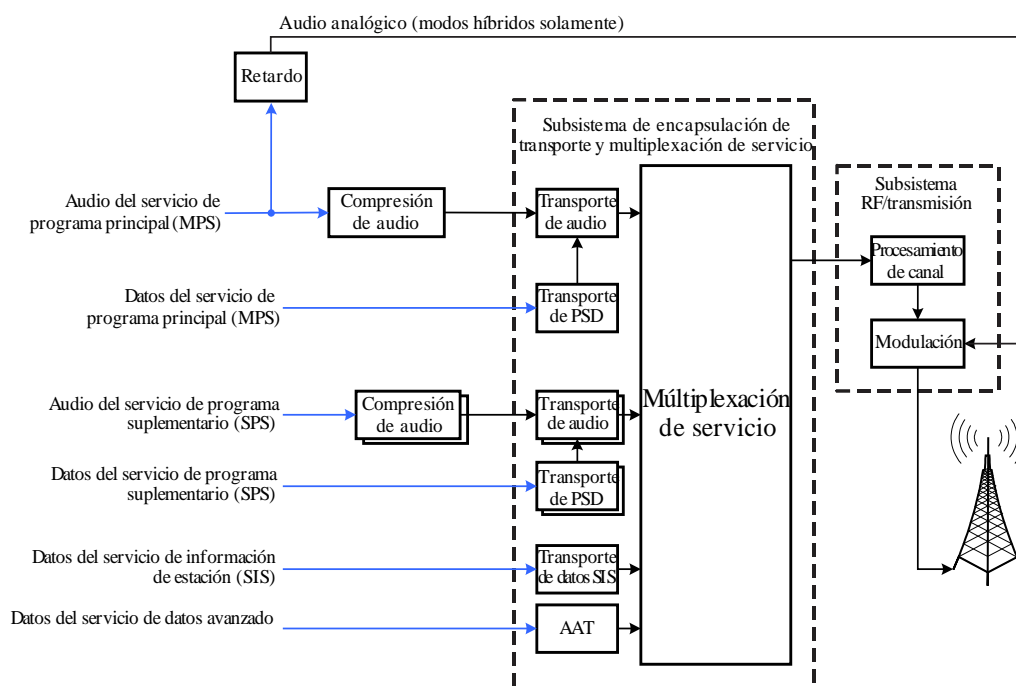 Audio analógico (modos híbridos solamente)
Retardo
Subsistema de encapsulación de
transporte y multiplexación de servicio
Audio del servicio de
programa principal (MPS)
Compresión
de audio
Transporte
de audio
Subsistema
RF/transmisión
Procesamiento
de canal
Datos del servicio de
programa principal (MPS)
Transporte
de PSD
Modulación
Audio del servicio de programa
suplementario (SPS)
Compresión
de audio
Transporte
de audio
Múltiplexación
de servicio
Datos del servicio de programa
suplementario (SPS)
Transporte
de PSD
Datos del servicio de información
de estación (SIS)
Transporte
de datos SIS
Datos del servicio de datos avanzado
AAT